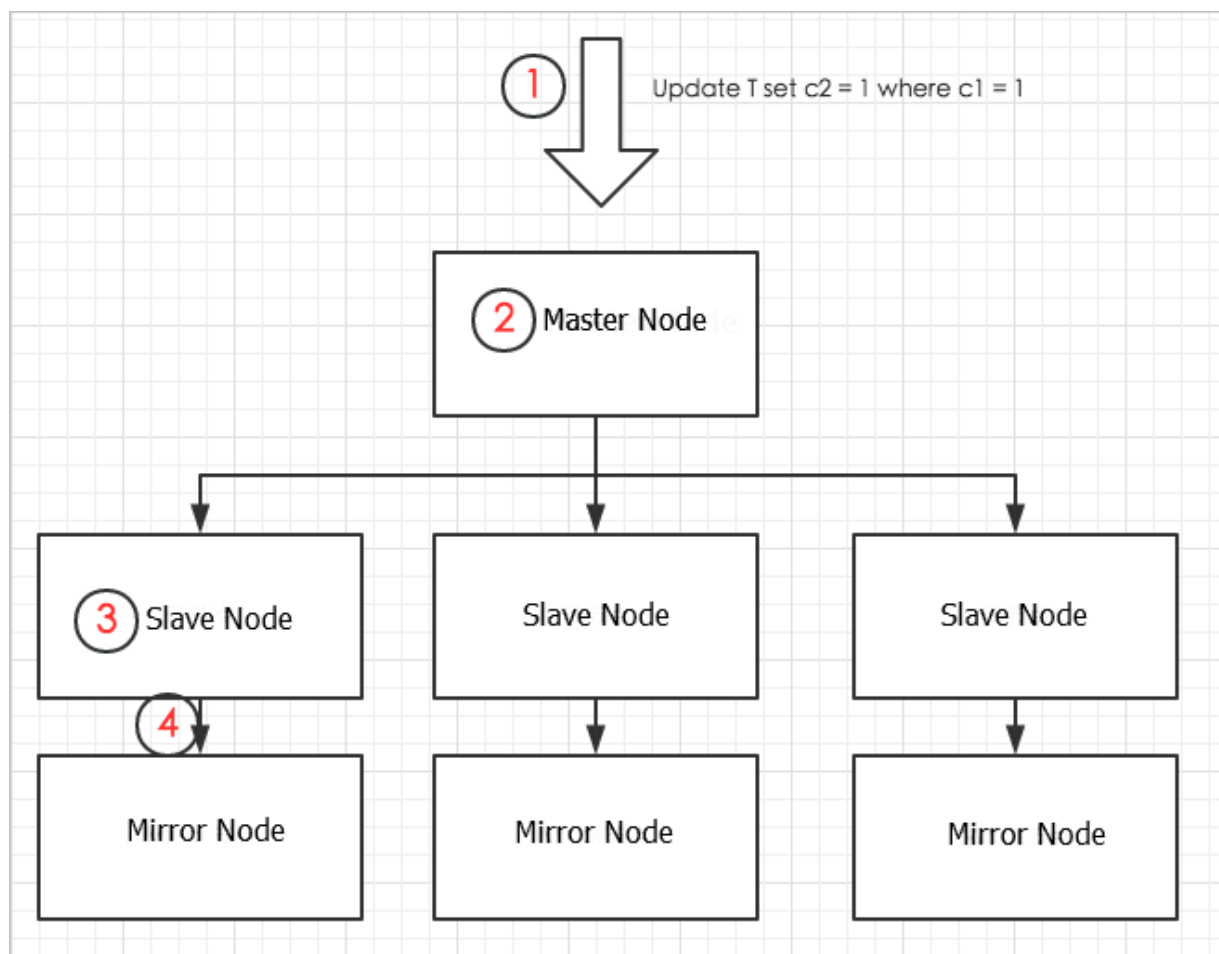 1
Update T set c2 = 1 where c1 = 1
2 Master Node
3 Slave Node
Slave Node
Slave Node
4
Mirror Node
Mirror Node
Mirror Node